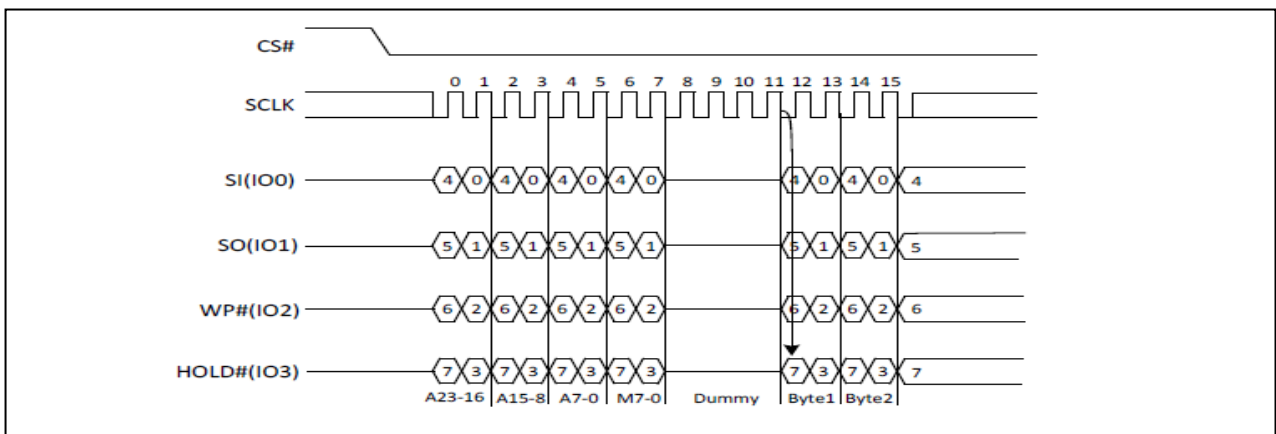 CS#
0 1 2 3 4 5 6 7 8 9 10 11 12 13 14 15
SCLK
SI(IO0) 4 0 4 0 4 0 4 0 4 0 4 0 4
SO(IO1) 5 1 5 1 5 1 5 1 5 1 5 1 5
WP#(IO2) 6 2 6 2 6 2 6 2 6 2 6 2 6
HOLD#(IO3) 7 3 7 3 7 3 7 3 7 3 7 3 7
A23-16 A15-8 A7-0 M7-0 Dummy Byte1 Byte2